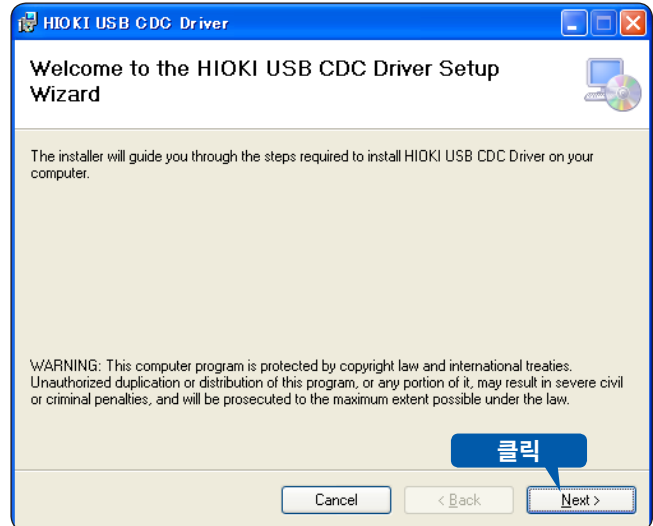 HIOKI USB CDC Driver
Welcome to the HIOKI USB CDC Driver Setup
Wizard
The installer will guide you through the steps required to install HIOKI USB CDC Driver on your
computer.
WARNING: This computer program is protected by copyright law and international treaties.
Unauthorized duplication or distribution of this program, or any portion of it, may result in severe civil
or criminal penalties, and will be prosecuted to the maximum extent possible under the law.
클릭
Cancel < Back Next >